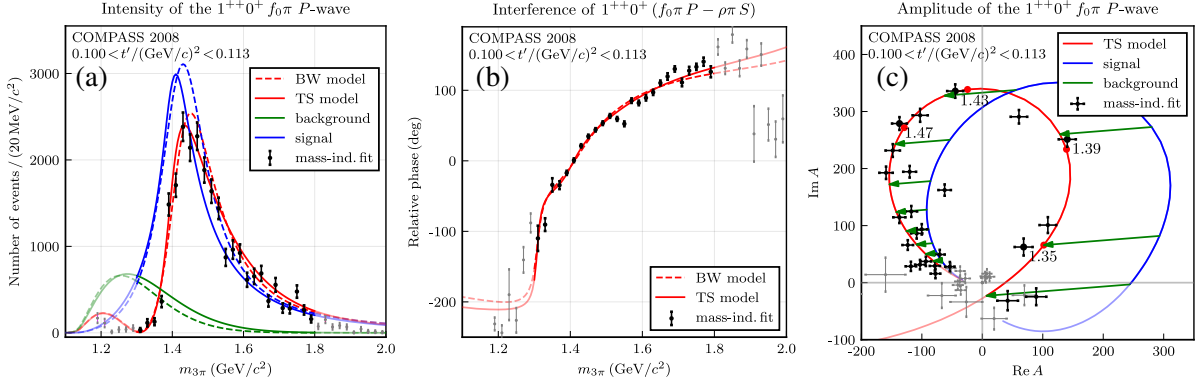 Intensity of the 1⁺⁺0⁺ f₀π P-wave
COMPASS 2008
0.100<t′/(GeV/c)²<0.113
(a)
BW model
TS model
background
signal
mass-ind. fit
Number of events / (20 MeV/c²)
3000
2000
1000
0
1.2
1.4
1.6
1.8
2.0
m₃π (GeV/c²)
Interference of 1⁺⁺0⁺ (f₀π P − ρπ S)
COMPASS 2008
0.100<t′/(GeV/c)²<0.113
(b)
BW model
TS model
mass-ind. fit
Relative phase (deg)
100
0
-100
-200
1.2
1.4
1.6
1.8
2.0
m₃π (GeV/c²)
Amplitude of the 1⁺⁺0⁺ f₀π P-wave
COMPASS 2008
0.100<t′/(GeV/c)²<0.113
(c)
TS model
signal
background
mass-ind. fit
1.43
1.47
1.39
1.35
Im A
400
300
200
100
0
-100
-200
-100
0
100
200
300
Re A